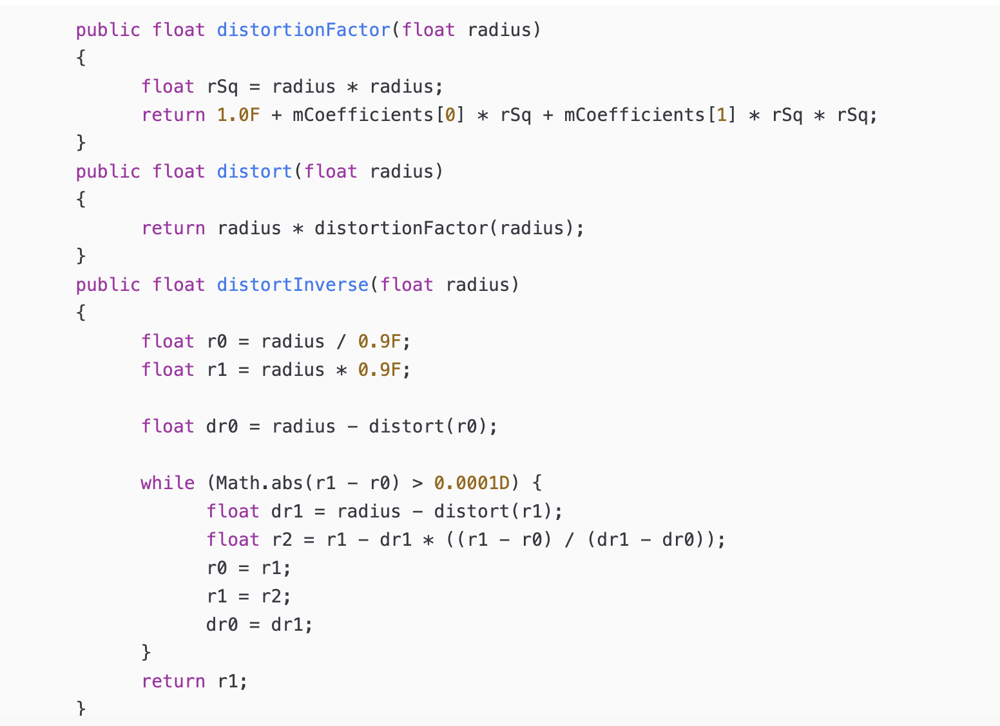 public float distortionFactor(float radius)
{
float rSq = radius * radius;
return 1.0F + mCoefficients[0] * rSq + mCoefficients[1] * rSq * rSq;
}
public float distort(float radius)
{
return radius * distortionFactor(radius);
}
public float distortInverse(float radius)
{
float r0 = radius / 0.9F;
float r1 = radius * 0.9F;
float dr0 = radius - distort(r0);
while (Math.abs(r1 - r0) > 0.0001D) {
float dr1 = radius - distort(r1);
float r2 = r1 - dr1 * ((r1 - r0) / (dr1 - dr0));
r0 = r1;
r1 = r2;
dr0 = dr1;
}
return r1;
}